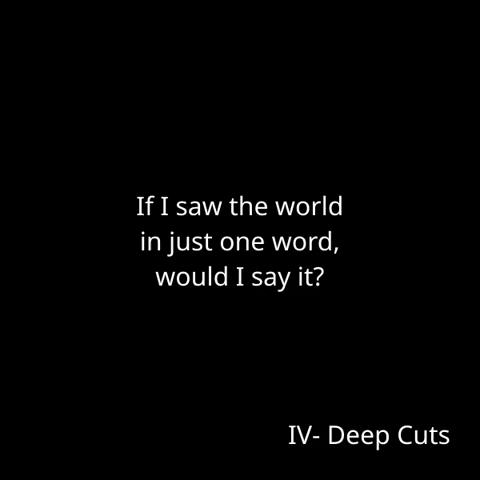 If I saw the world
in just one word,
would I say it?
IV- Deep Cuts